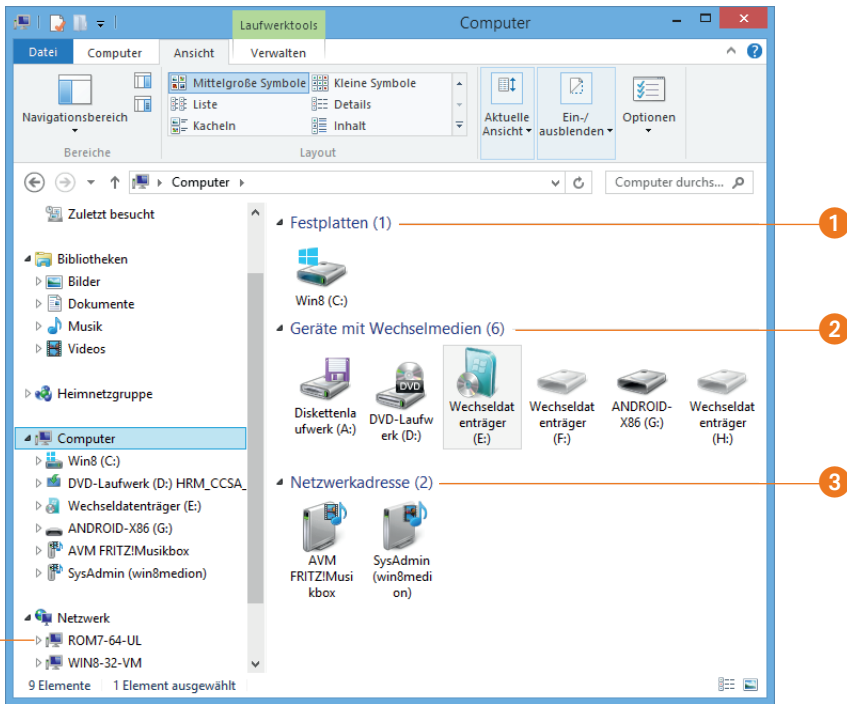 Laufwerktools
Computer
Datei
Computer
Ansicht
Verwalten
Navigationsbereich
Mittelgroße Symbole
Kleine Symbole
Liste
Details
Kacheln
Inhalt
Aktuelle
Ansicht
Ein-/
ausblenden
Optionen
Bereiche
Layout
Computer
Computer durchs...
Zuletzt besucht
Bibliotheken
Bilder
Dokumente
Musik
Videos
Heimnetzgruppe
Computer
Win8 (C:)
DVD-Laufwerk (D:) HRM_CCSA_
Wechseldatenträger (E:)
ANDROID-X86 (G:)
AVM FRITZ!Musikbox
SysAdmin (win8medion)
Netzwerk
ROM7-64-UL
WIN8-32-VM
Festplatten (1)
1
Win8 (C:)
Geräte mit Wechselmedien (6)
2
DVD
Diskettenla
ufwerk (A:)
DVD-Laufw
erk (D:)
Wechseldat
enträger
(E:)
Wechseldat
enträger
(F:)
ANDROID-
X86 (G:)
Wechseldat
enträger
(H:)
Netzwerkadresse (2)
3
AVM
FRITZ!Musi
kbox
SysAdmin
(win8medi
on)
9 Elemente
1 Element ausgewählt